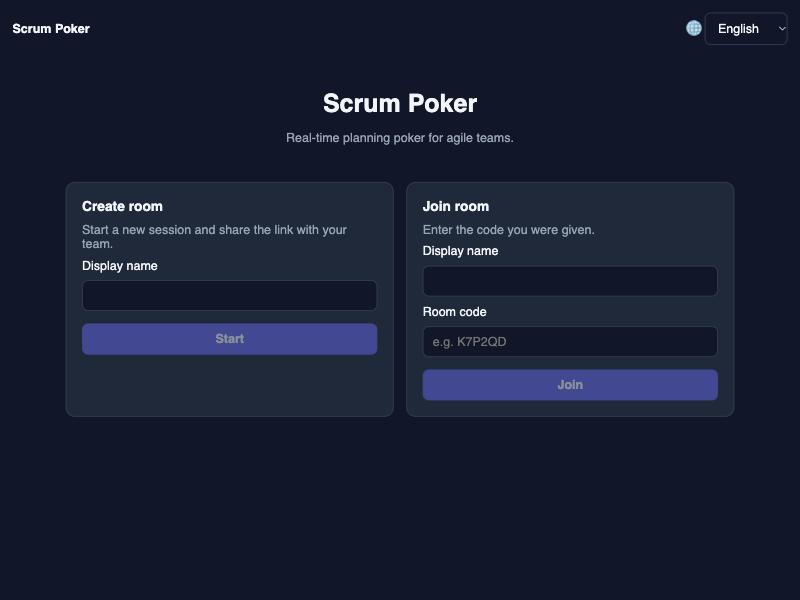 Scrum Poker
English
Scrum Poker
Real-time planning poker for agile teams.
Create room
Start a new session and share the link with your
team.
Display name
Start
Join room
Enter the code you were given.
Display name
Room code
e.g. K7P2QD
Join